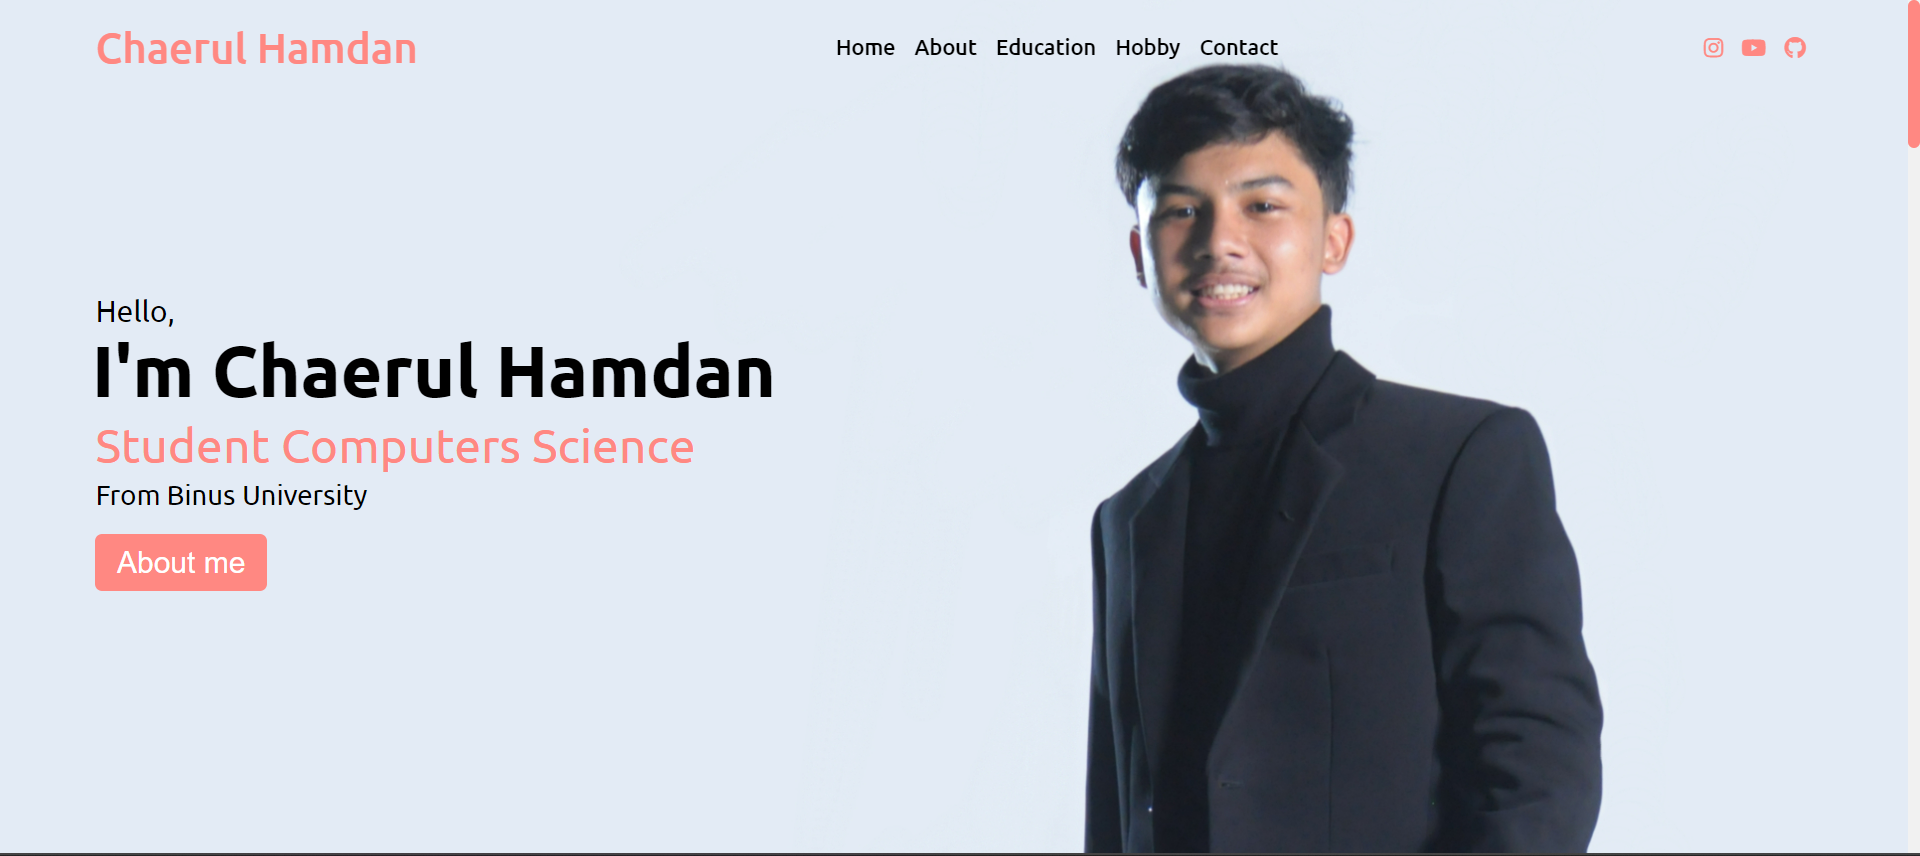 Chaerul Hamdan
Home About Education Hobby Contact
Hello,
I'm Chaerul Hamdan
Student Computers Science
From Binus University
About me